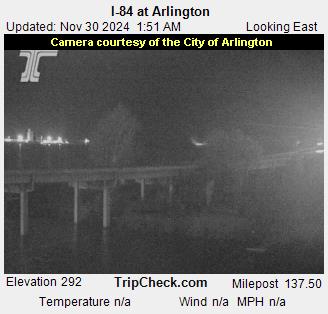 I-84 at Arlington
Updated: Nov 30 2024 1:51 AM Looking East
Camera courtesy of the City of Arlington
Elevation 292 TripCheck.com Milepost 137.50
Temperature n/a Wind n/a MPH n/a